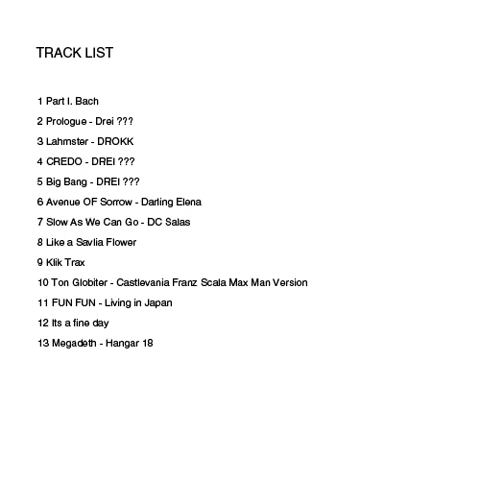 TRACK LIST
1 Part I. Bach
2 Prologue - Drei ???
3 Lahmster - DROKK
4 CREDO - DREI ???
5 Big Bang - DREI ???
6 Avenue OF Sorrow - Darling Elena
7 Slow As We Can Go - DC Salas
8 Like a Savlia Flower
9 Klik Trax
10 Ton Globiter - Castlevania Franz Scala Max Man Version
11 FUN FUN - Living in Japan
12 Its a fine day
13 Megadeth - Hangar 18